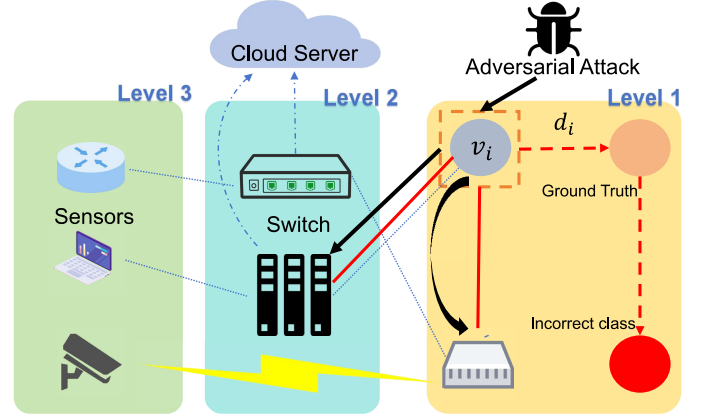 Cloud Server
Adversarial Attack
Level 3
Level 2
Level 1
v_i
d_i
Ground Truth
Sensors
Switch
Incorrect class